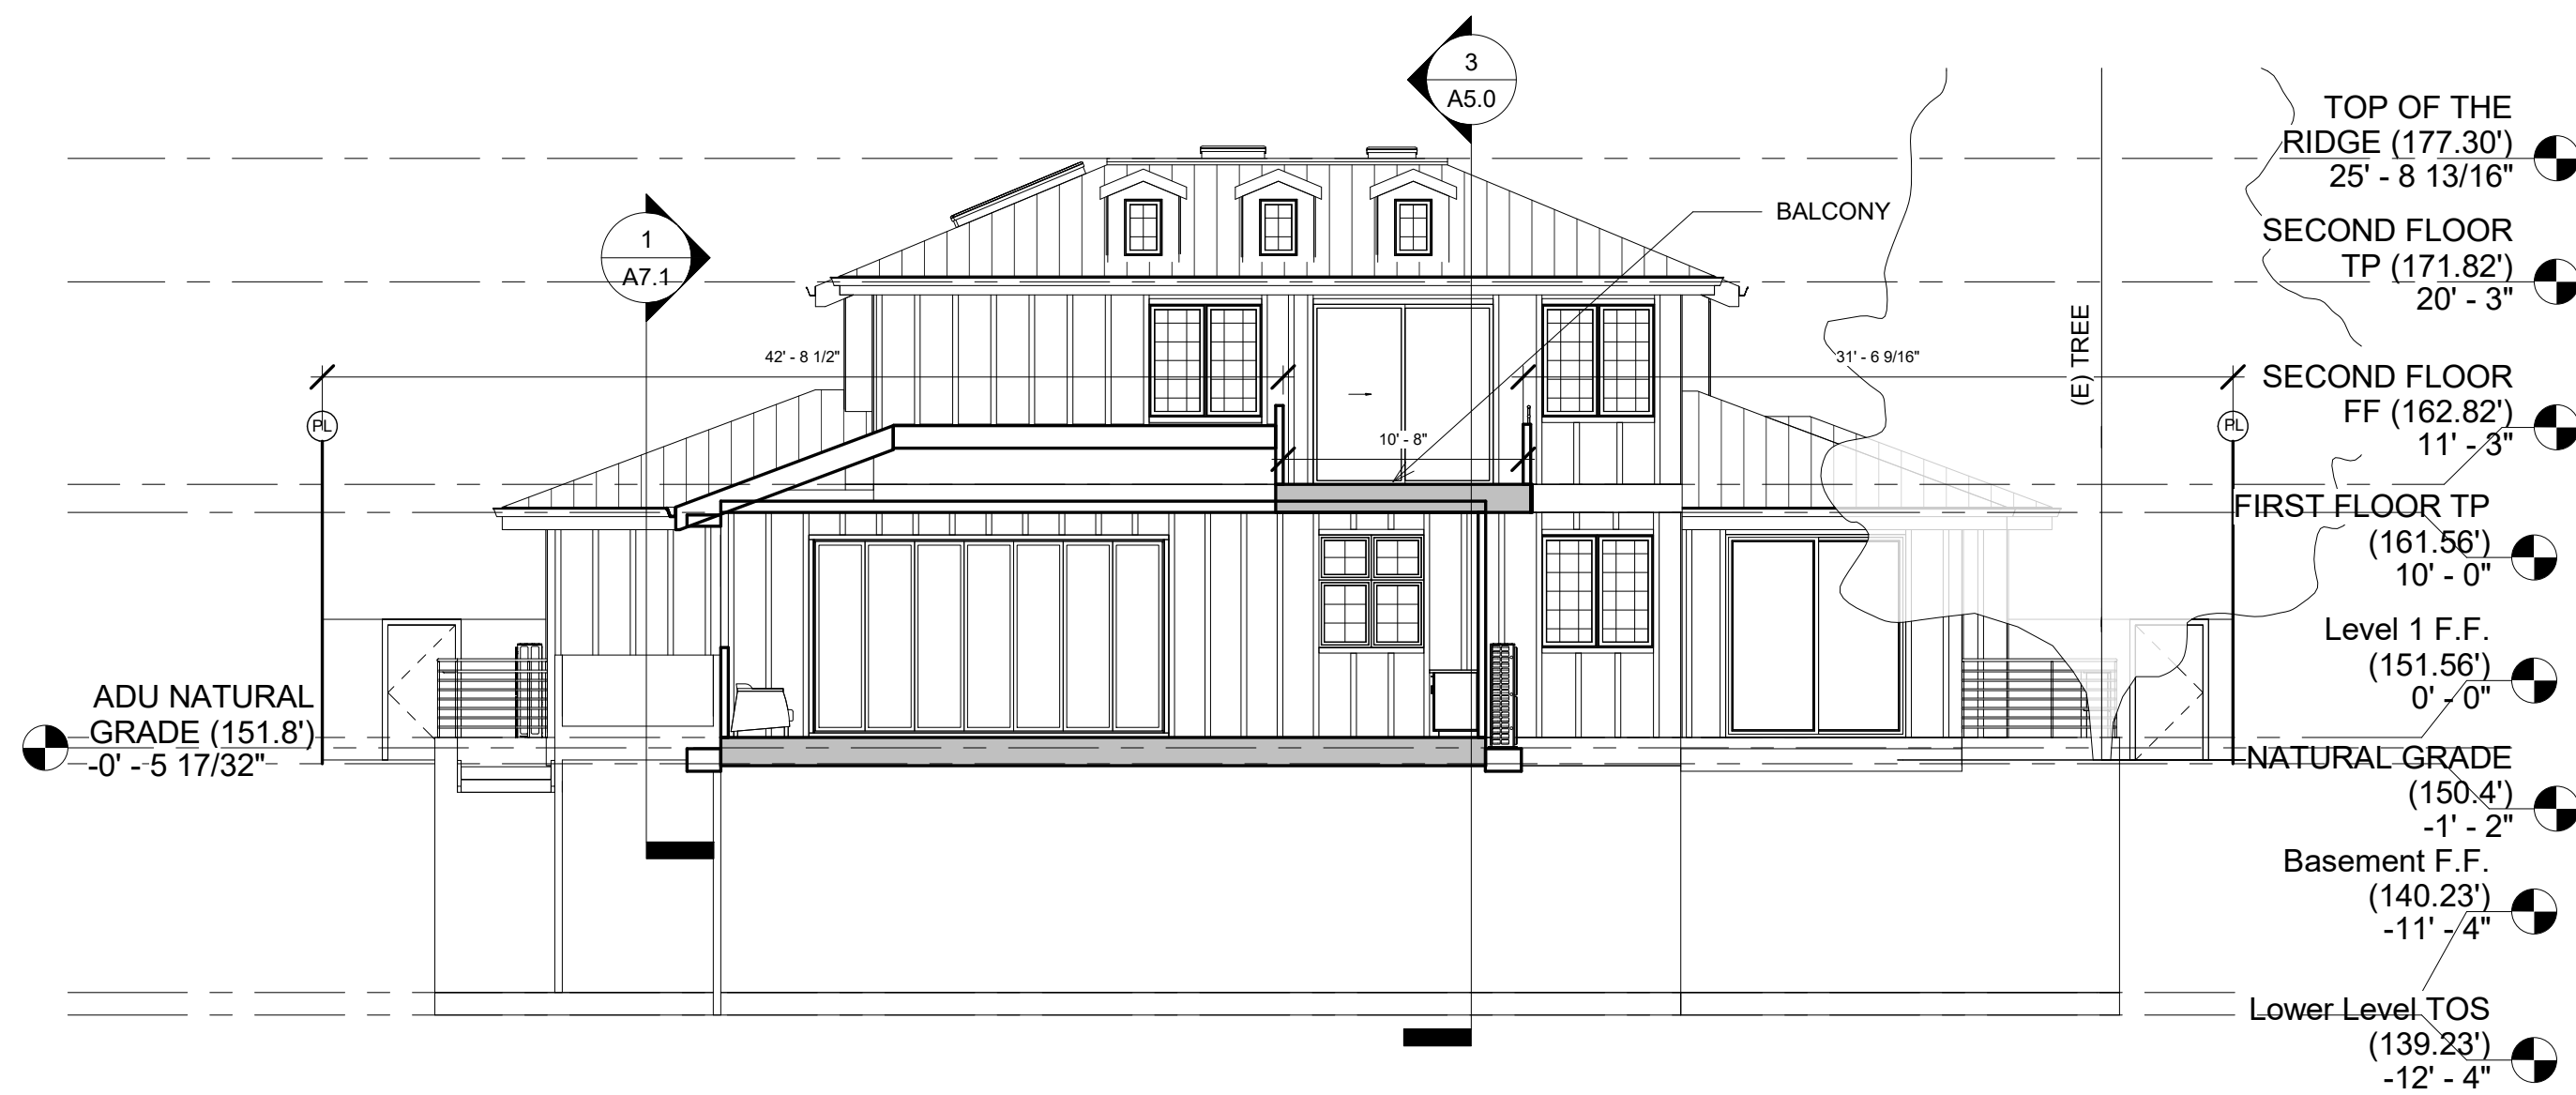 3
A5.0
TOP OF THE
RIDGE (177.30')
25' - 8 13/16"
1
A7.1
BALCONY
SECOND FLOOR
TP (171.82')
20' - 3"
42' - 8 1/2"
31' - 6 9/16"
(E) TREE
SECOND FLOOR
FF (162.82')
11' - 3"
PL
PL
10' - 8"
FIRST FLOOR TP
(161.56')
10' - 0"
Level 1 F.F.
(151.56')
0' - 0"
ADU NATURAL
GRADE (151.8')
-0' - 5 17/32"
NATURAL GRADE
(150.4')
-1' - 2"
Basement F.F.
(140.23')
-11' - 4"
Lower Level TOS
(139.23')
-12' - 4"